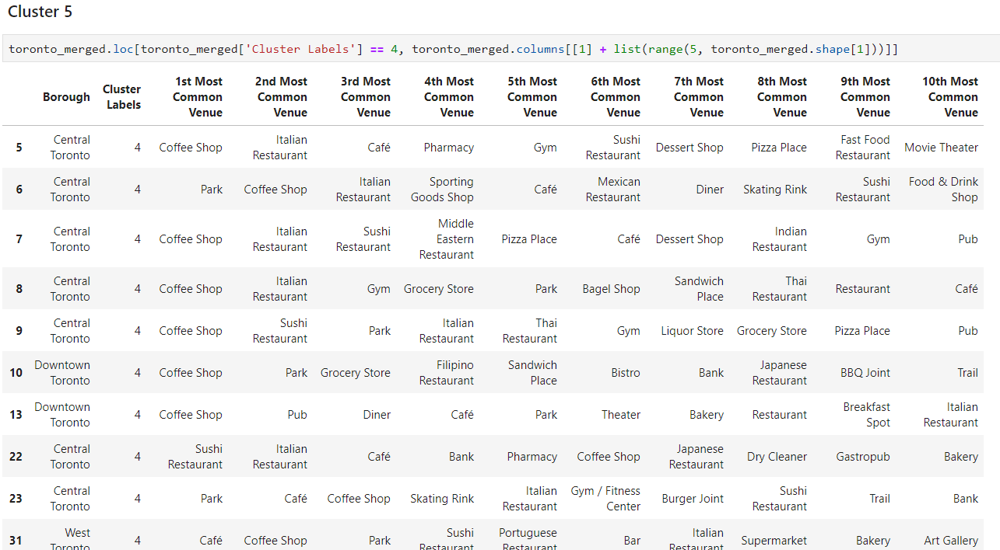 Cluster 5
toronto_merged.loc[toronto_merged['Cluster Labels'] == 4, toronto_merged.columns[[1] + list(range(5, toronto_merged.shape[1]))]]
Borough Cluster Labels 1st Most Common Venue 2nd Most Common Venue 3rd Most Common Venue 4th Most Common Venue 5th Most Common Venue 6th Most Common Venue 7th Most Common Venue 8th Most Common Venue 9th Most Common Venue 10th Most Common Venue
5 Central Toronto 4 Coffee Shop Italian Restaurant Café Pharmacy Gym Sushi Restaurant Dessert Shop Pizza Place Fast Food Restaurant Movie Theater
6 Central Toronto 4 Park Coffee Shop Italian Restaurant Sporting Goods Shop Café Mexican Restaurant Diner Skating Rink Sushi Restaurant Food & Drink Shop
7 Central Toronto 4 Coffee Shop Italian Restaurant Sushi Restaurant Middle Eastern Restaurant Pizza Place Café Dessert Shop Indian Restaurant Gym Pub
8 Central Toronto 4 Coffee Shop Italian Restaurant Gym Grocery Store Park Bagel Shop Sandwich Place Thai Restaurant Restaurant Café
9 Central Toronto 4 Coffee Shop Sushi Restaurant Park Italian Restaurant Thai Restaurant Gym Liquor Store Grocery Store Pizza Place Pub
10 Downtown Toronto 4 Coffee Shop Park Grocery Store Filipino Restaurant Sandwich Place Bistro Bank Japanese Restaurant BBQ Joint Trail
13 Downtown Toronto 4 Coffee Shop Pub Diner Café Park Theater Bakery Restaurant Breakfast Spot Italian Restaurant
22 Central Toronto 4 Sushi Restaurant Italian Restaurant Café Bank Pharmacy Coffee Shop Japanese Restaurant Dry Cleaner Gastropub Bakery
23 Central Toronto 4 Park Café Coffee Shop Skating Rink Italian Restaurant Gym / Fitness Center Burger Joint Sushi Restaurant Trail Bank
31 West Toronto 4 Café Coffee Shop Park Sushi Restaurant Portuguese Restaurant Bar Italian Restaurant Supermarket Bakery Art Gallery